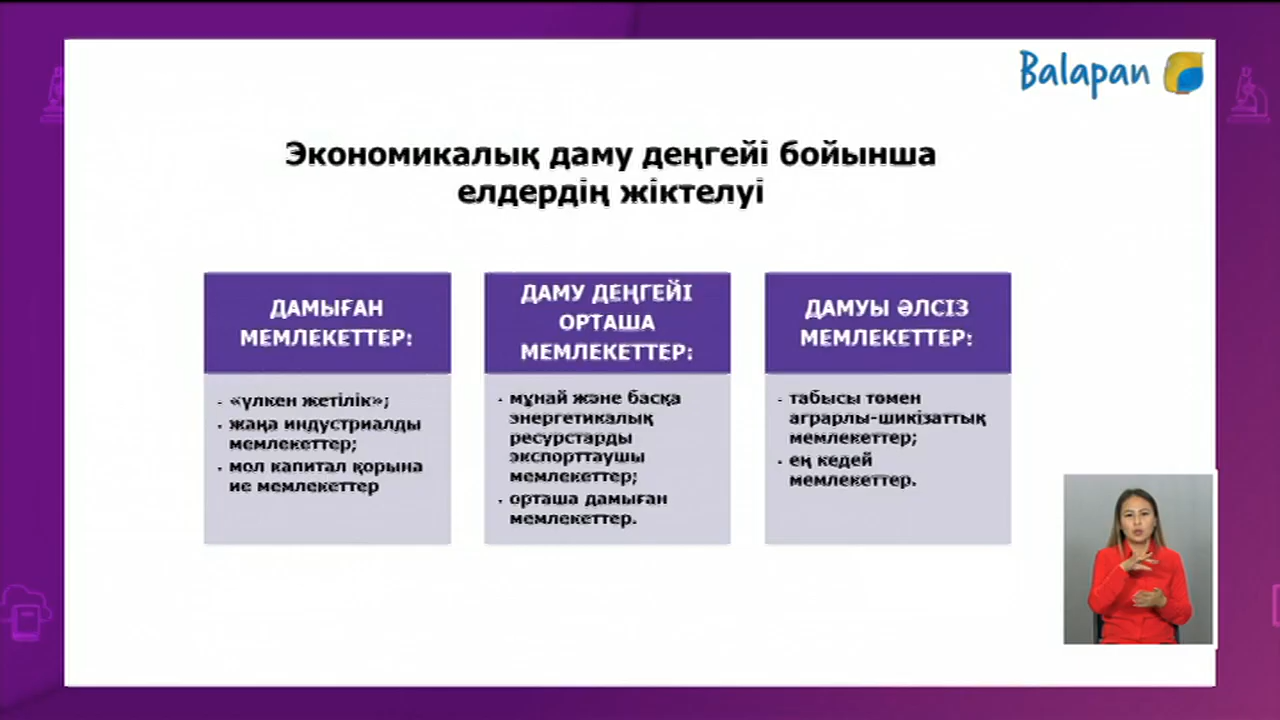 Balapan
Экономикалық даму деңгейі бойынша
елдердің жіктелуі
ДАМЫҒАН
МЕМЛЕКЕТТЕР:
- «үлкен жетілік»;
• жаңа индустриалды
мемлекеттер;
• мол капитал қорына
ие мемлекеттер
ДАМУ ДЕҢГЕЙІ
ОРТАША
МЕМЛЕКЕТТЕР:
• мұнай және басқа
энергетикалық
ресурстарды
экспорттаушы
мемлекеттер;
• орташа дамыған
мемлекеттер.
ДАМУЫ ӘЛСІЗ
МЕМЛЕКЕТТЕР:
- табысы төмен
аграрлы-шикізаттық
мемлекеттер;
• ең кедей
мемлекеттер.